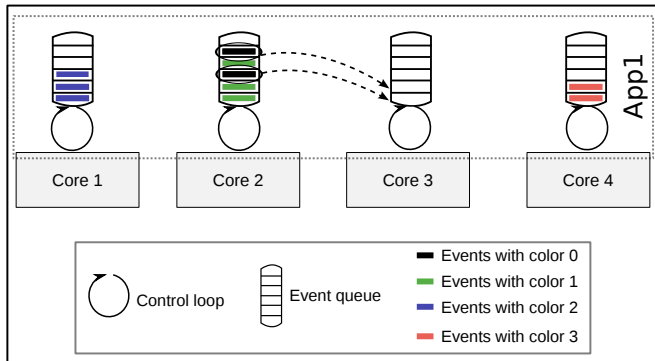 App1
Core 1
Core 2
Core 3
Core 4
Control loop
Event queue
Events with color 0
Events with color 1
Events with color 2
Events with color 3